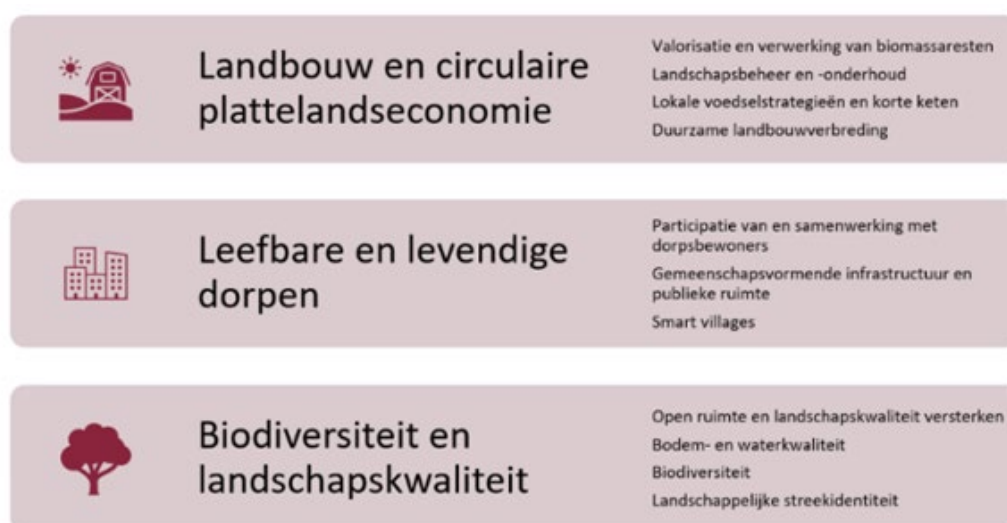 Landbouw en circulaire
plattelandseconomie
Valorisatie en verwerking van biomassaresten
Landschapsbeheer en -onderhoud
Lokale voedselstrategieën en korte keten
Duurzame landbouwverbreding
Leefbare en levendige
dorpen
Participatie van en samenwerking met
dorpsbewoners
Gemeenschapsvormende infrastructuur en
publieke ruimte
Smart villages
Biodiversiteit en
landschapskwaliteit
Open ruimte en landschapskwaliteit versterken
Bodem- en waterkwaliteit
Biodiversiteit
Landschappelijke streekidentiteit